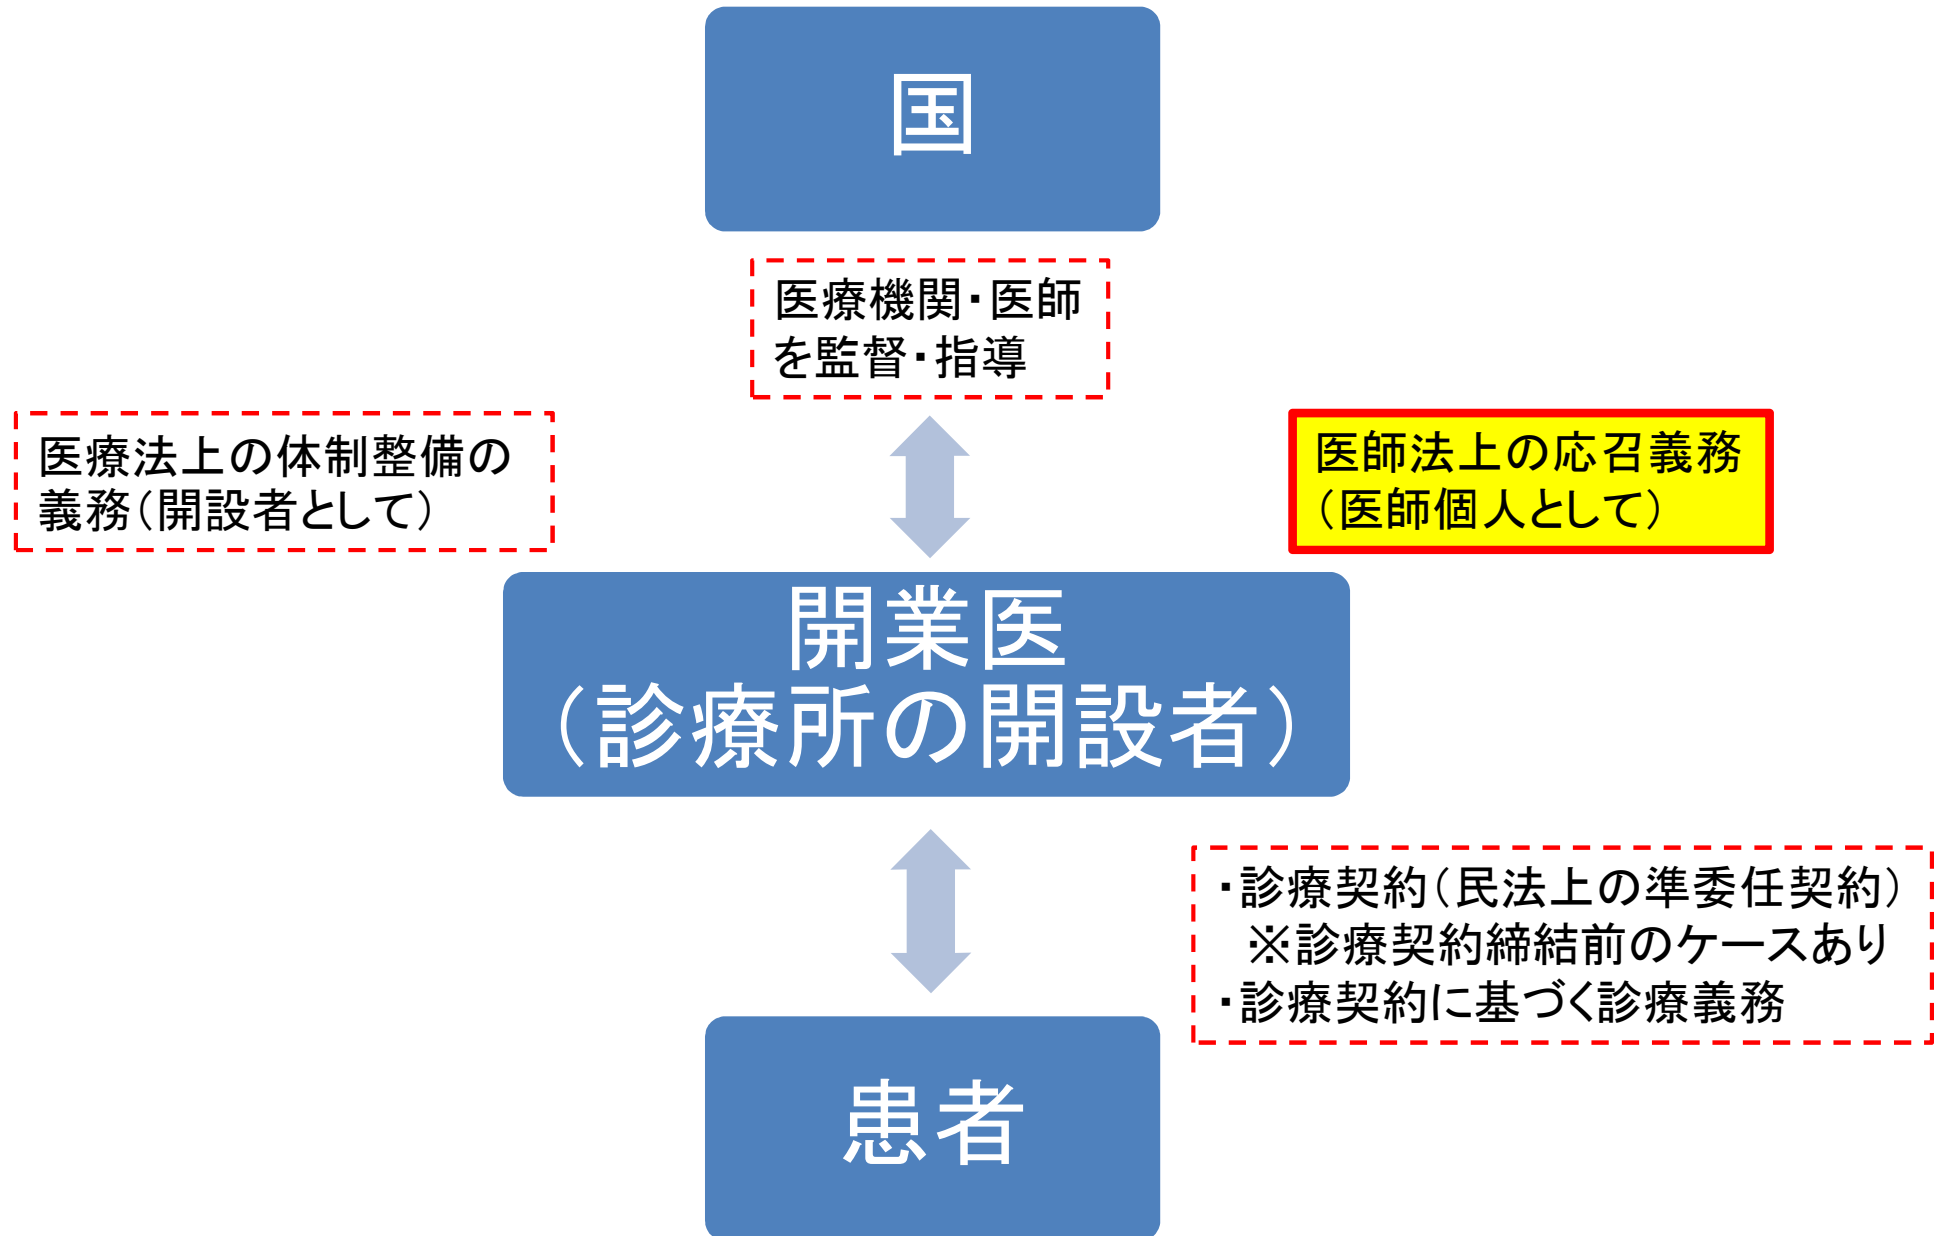 国
医療機関・医師
を監督・指導
医療法上の体制整備の
義務（開設者として）
医師法上の応召義務
（医師個人として）
開業医
（診療所の開設者）
・診療契約（民法上の準委任契約）
※診療契約締結前のケースあり
・診療契約に基づく診療義務
患者